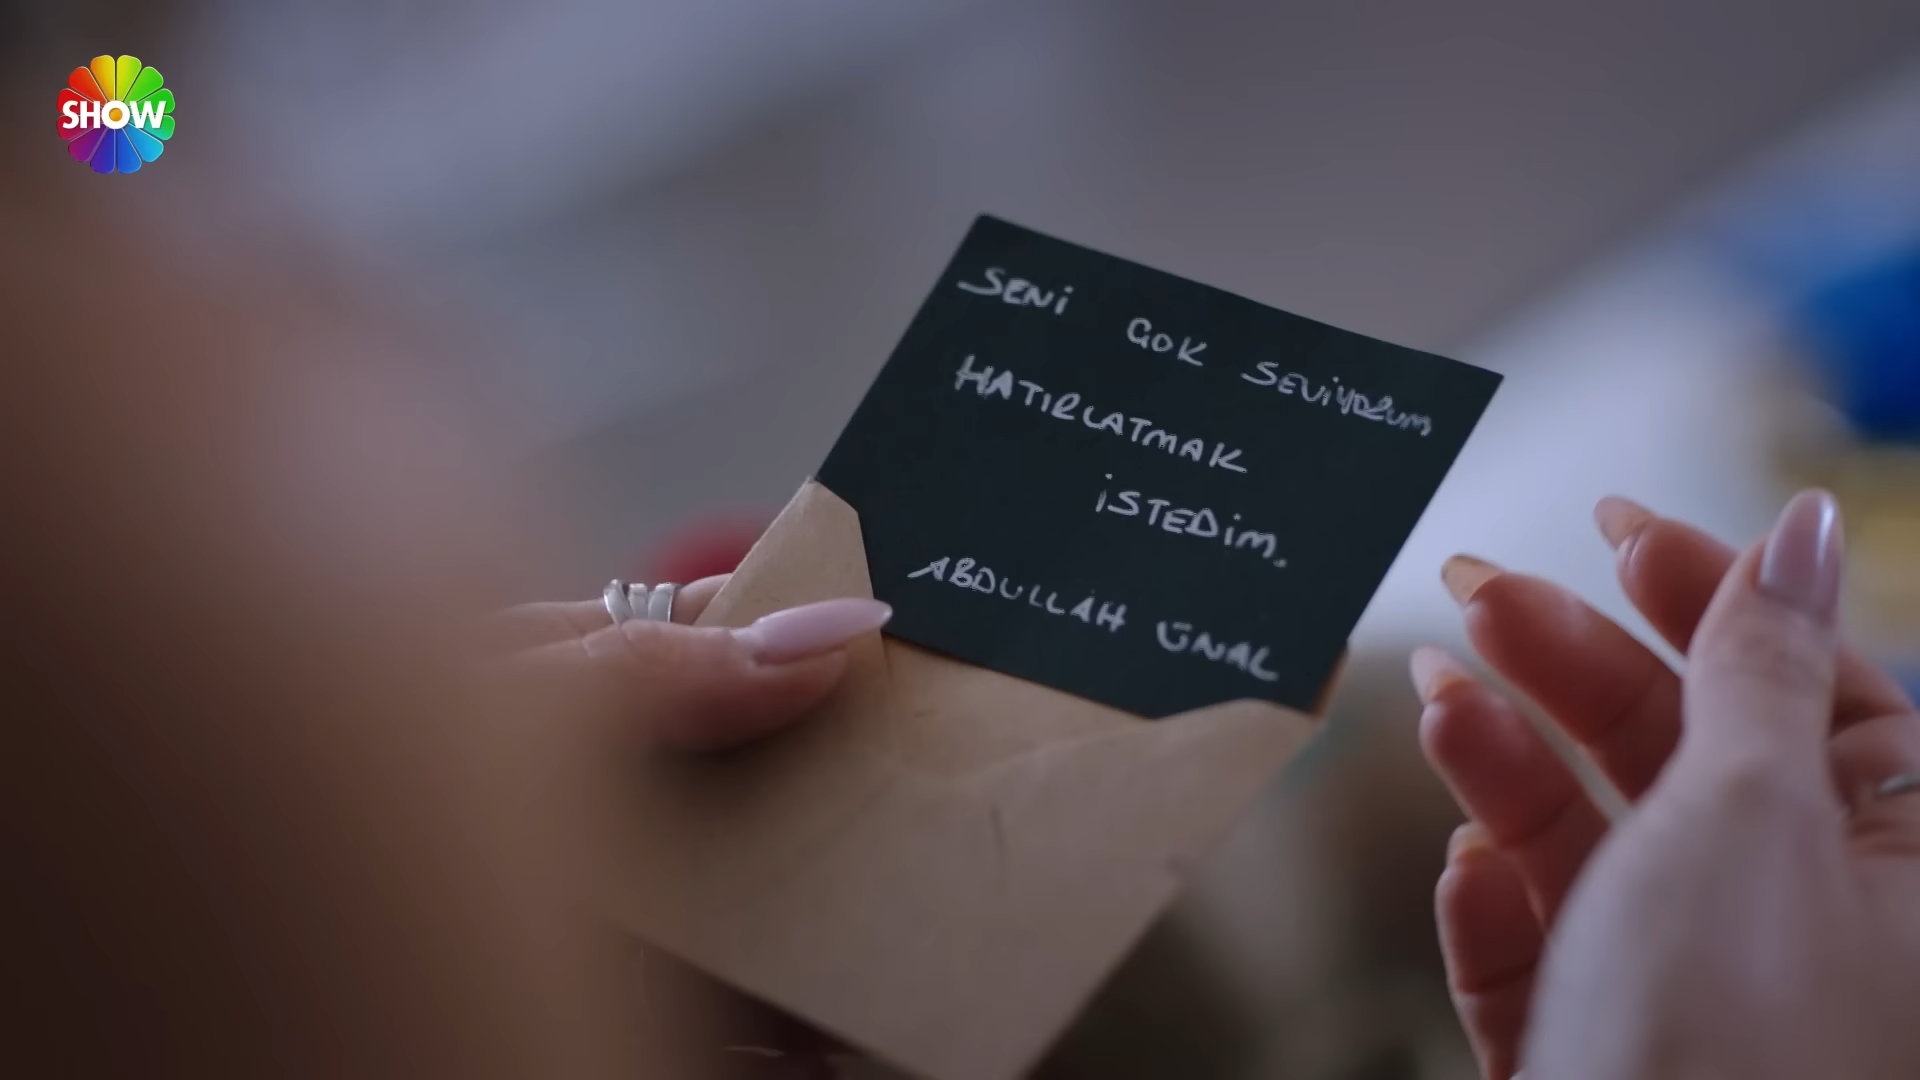 SHOW
SENİ ÇOK SEVİYORUM
HATIRLATMAK
İSTEDİM.
ABDULLAH ÜNAL